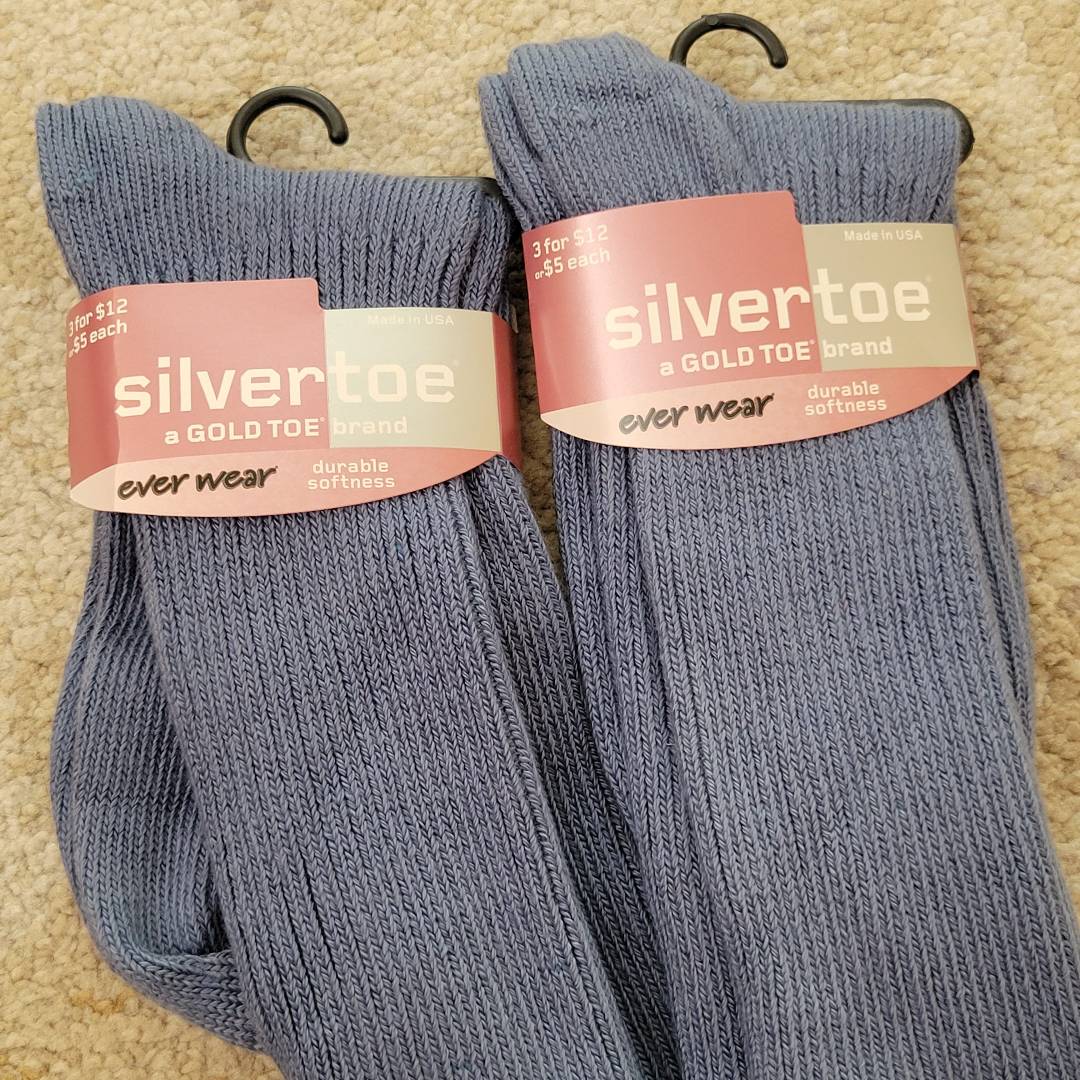 3 for $12
or $5 each
Made in USA
silvertoe®
a GOLD TOE® brand
ever wear
durable
softness
3 for $12
or $5 each
Made in USA
silvertoe®
a GOLD TOE® brand
ever wear
durable
softness